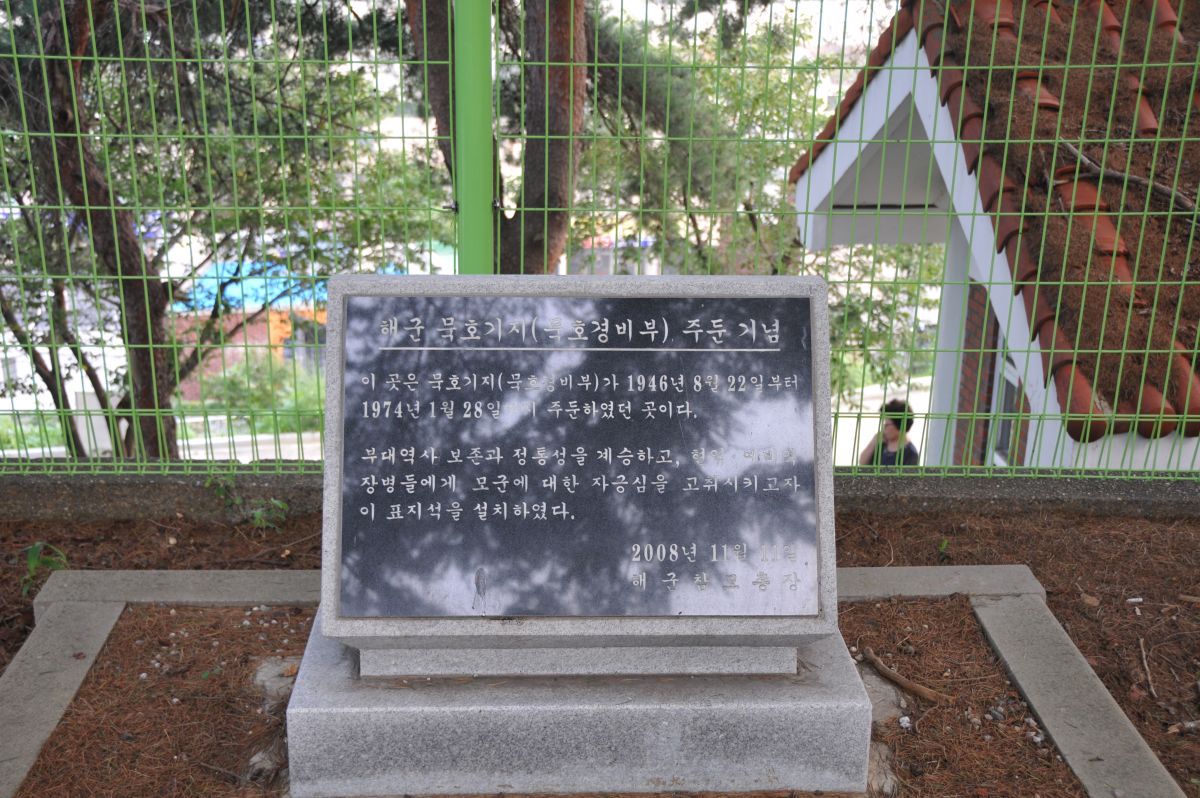 해군 묵호기지(묵호경비부) 주둔 기념
이 곳은 묵호기지(묵호경비부)가 1946년 8월 22일부터
1974년 1월 28일까지 주둔하였던 곳이다.
부대역사 보존과 정통성을 계승하고, 현역·예비역
장병들에게 모군에 대한 자긍심을 고취시키고자
이 표지석을 설치하였다.
2008년 11월 11일
해군참모총장